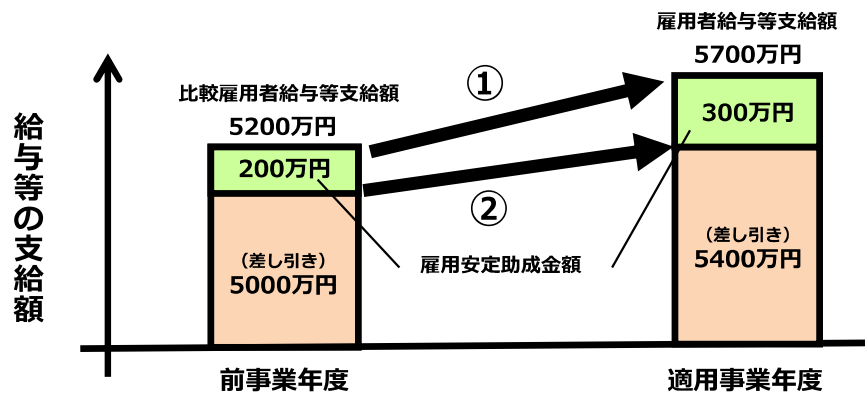 雇用者給与等支給額
5700万円
300万円
(差し引き)
5400万円
適用事業年度
①
②
雇用安定助成金額
比較雇用者給与等支給額
5200万円
200万円
(差し引き)
5000万円
前事業年度
給与等の支給額